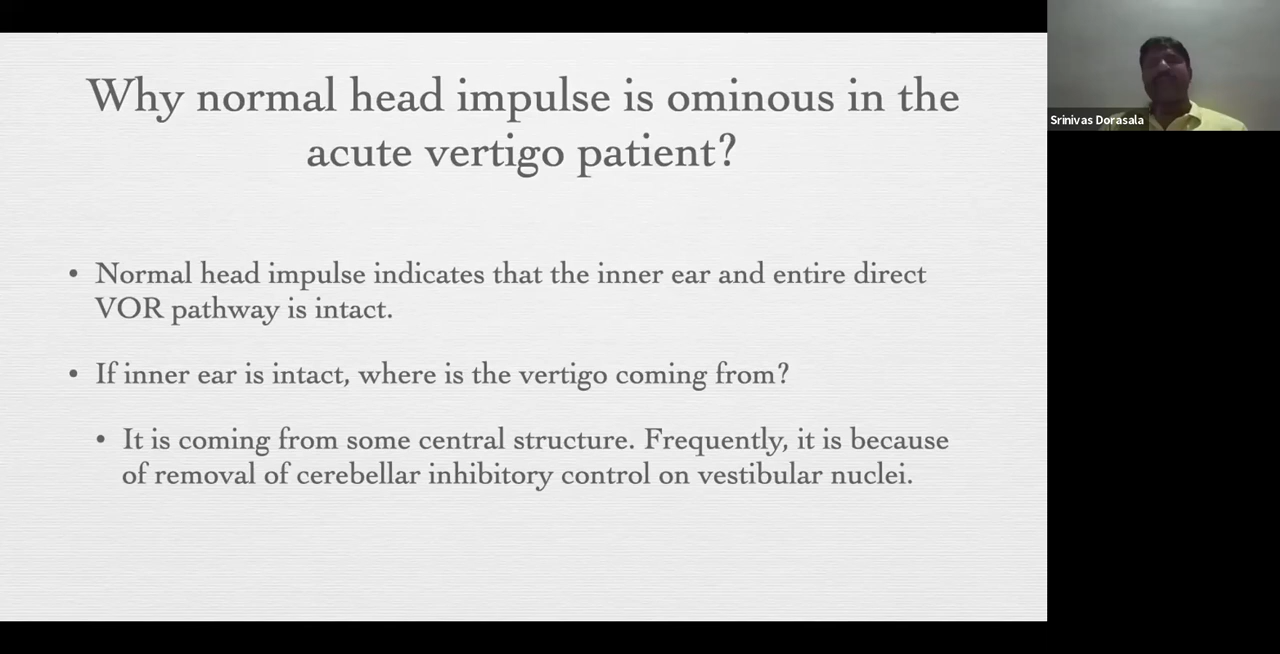 Why normal head impulse is ominous in the
acute vertigo patient?
• Normal head impulse indicates that the inner ear and entire direct
VOR pathway is intact.
• If inner ear is intact, where is the vertigo coming from?
• It is coming from some central structure. Frequently, it is because
of removal of cerebellar inhibitory control on vestibular nuclei.
Srinivas Dorasala